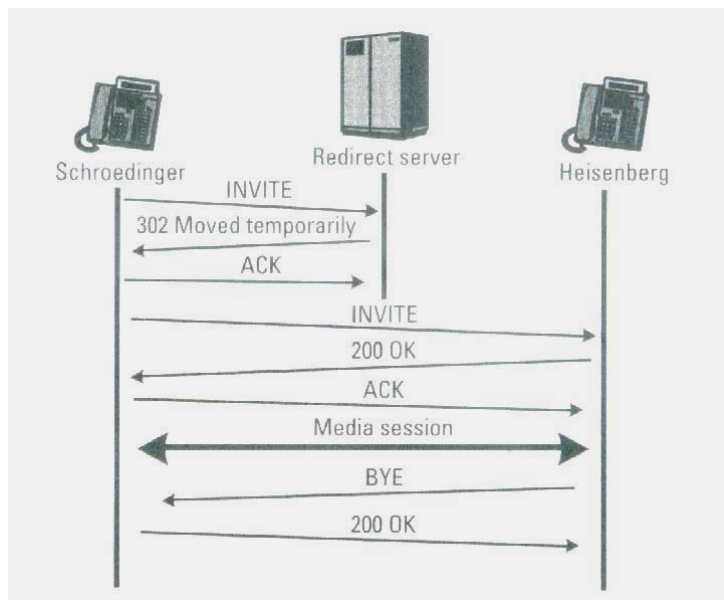 Redirect server
Schroedinger
Heisenberg
INVITE
302 Moved temporarily
ACK
INVITE
200 OK
ACK
Media session
BYE
200 OK